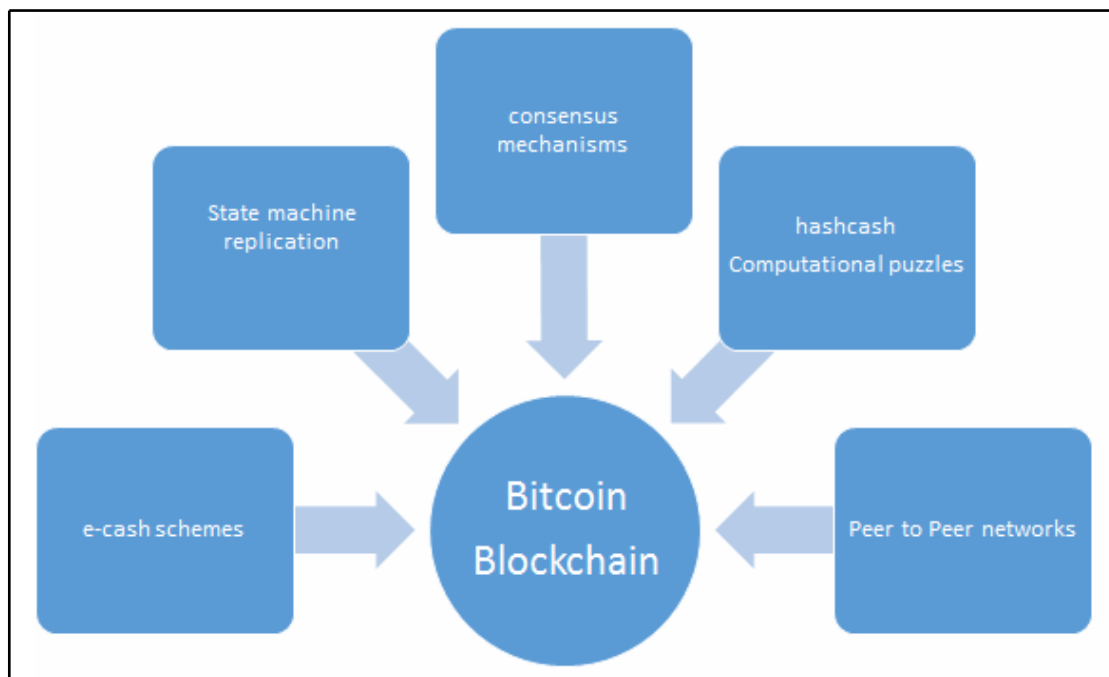 consensus
mechanisms
State machine
replication
hashcash
Computational puzzles
e-cash schemes
Bitcoin
Blockchain
Peer to Peer networks